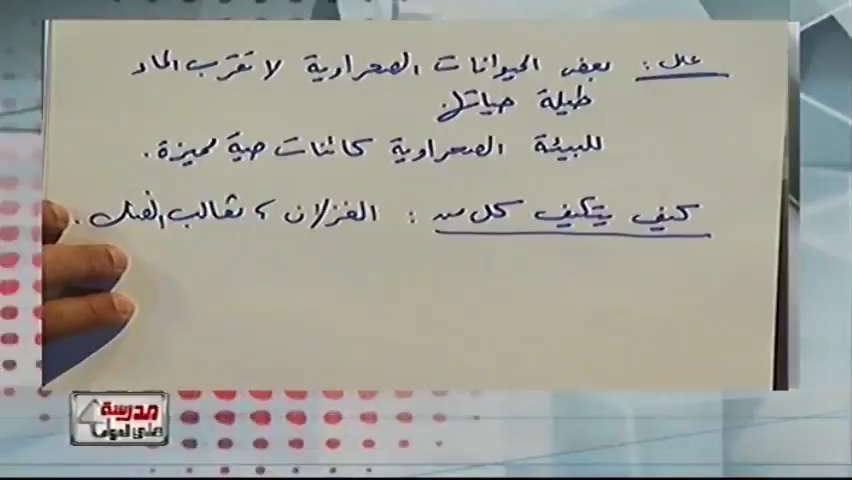 علل: بعض الحيوانات الصحراوية لا تقرب الماء
طيلة حياتها.
للبيئة الصحراوية كائنات حية مميزة.
كيف يتكيف كل من: الغزلان، ثعالب الفنك.
مدرسة
على الهواء